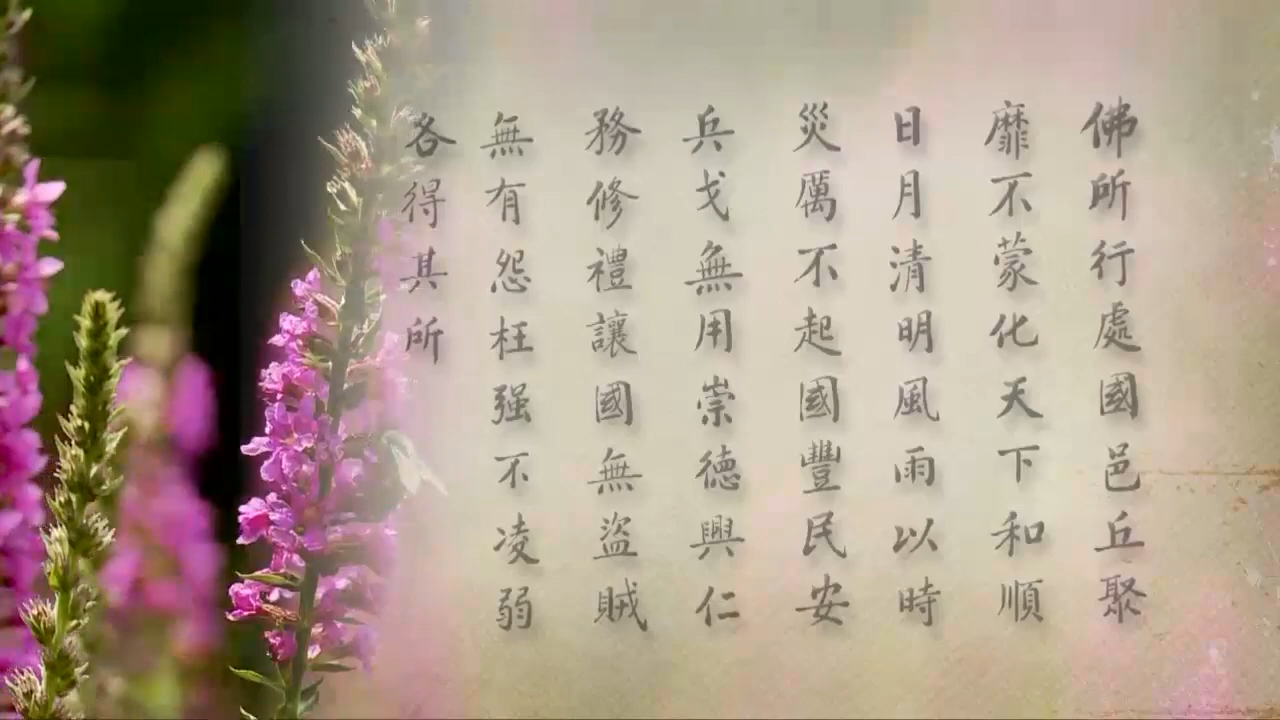 佛所行處國邑丘聚
靡不蒙化天下和順
日月清明風雨以時
災厲不起國豐民安
兵戈無用崇德興仁
務修禮讓國無盜賊
無有怨枉强不凌弱
各得其所